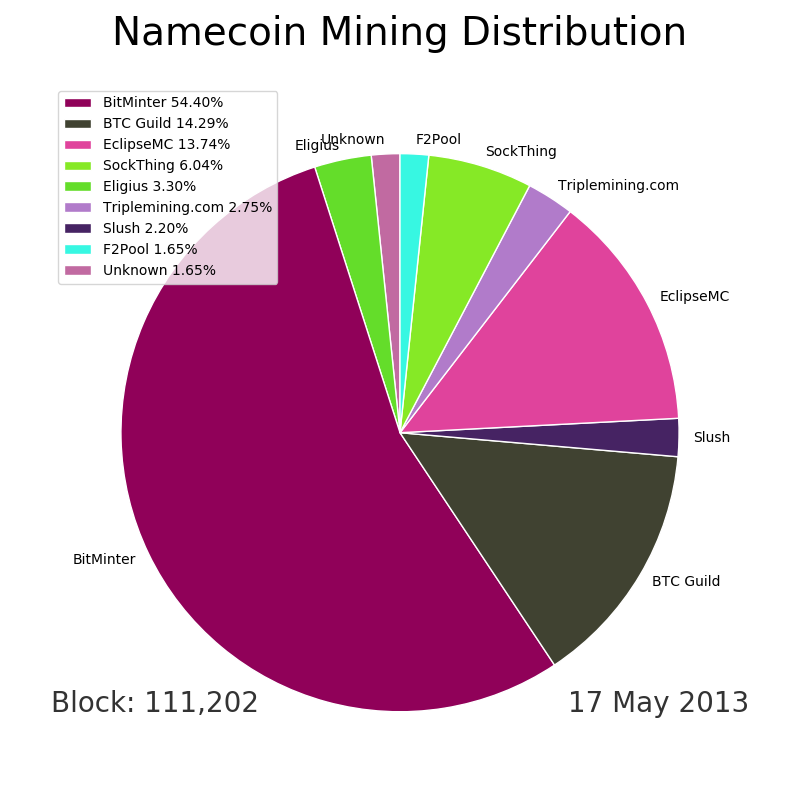 Namecoin Mining Distribution
BitMinter 54.40%
BTC Guild 14.29%
EclipseMC 13.74%
SockThing 6.04%
Eligius 3.30%
Triplemining.com 2.75%
Slush 2.20%
F2Pool 1.65%
Unknown 1.65%
Eligius
Unknown
F2Pool
SockThing
Triplemining.com
EclipseMC
Slush
BTC Guild
BitMinter
Block: 111,202
17 May 2013